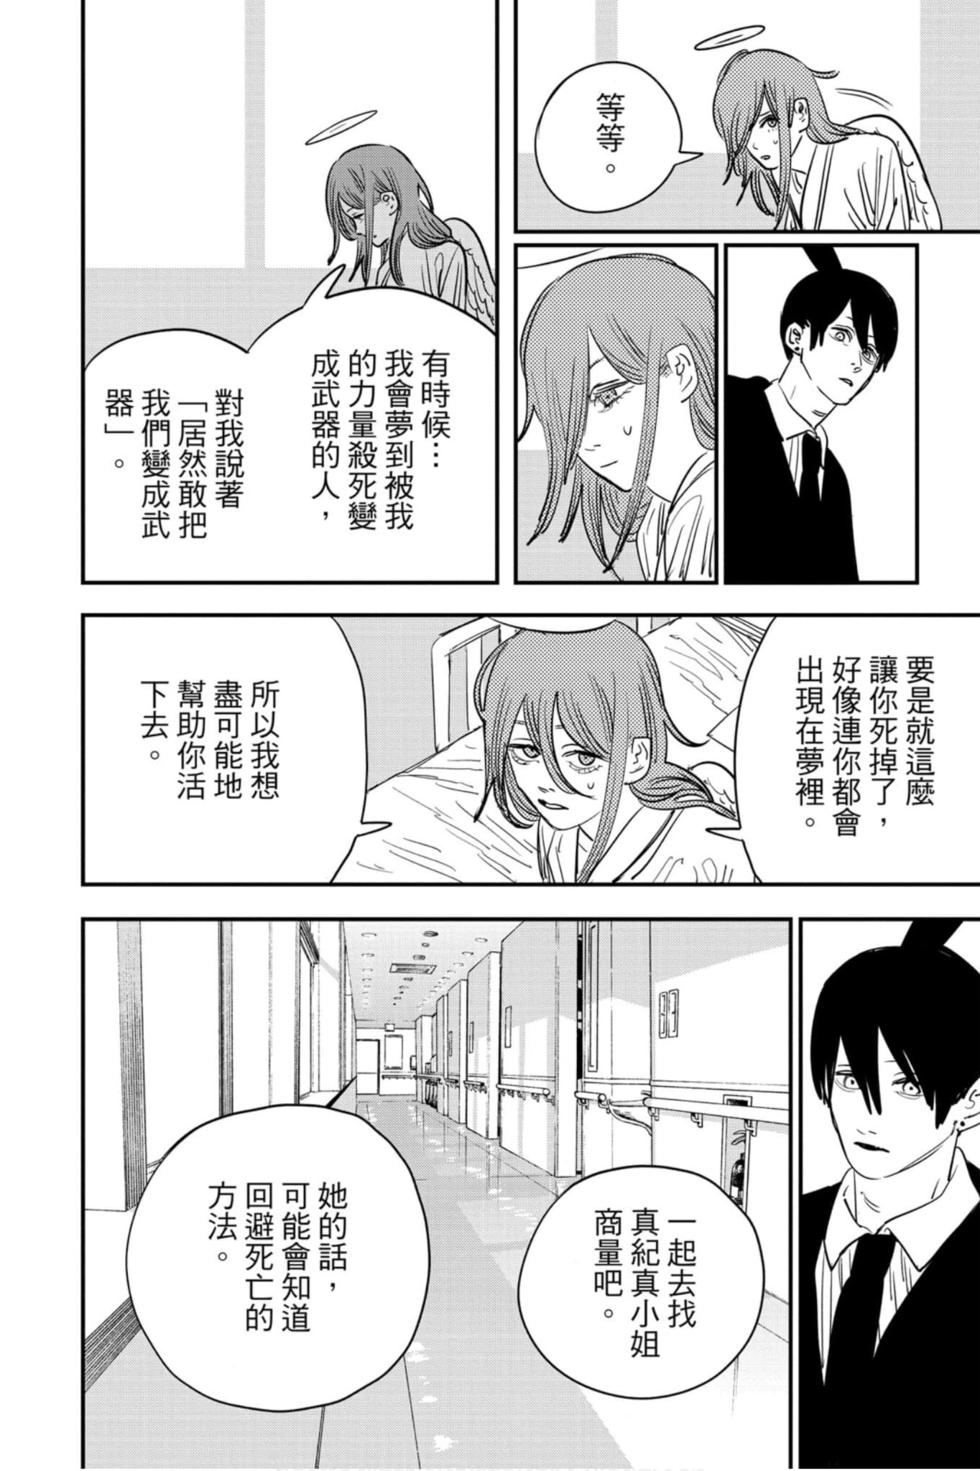 等等。
有時候…
我會夢到被我
的力量殺死變
成武器的人，
對我說著
「居然敢把
我們變成武
器」。
要是就這麼
讓你死掉了，
好像連你都會
出現在夢裡。
所以我想
盡可能地
幫助你活
下去。
一起去找
真紀真小姐
商量吧。
她的話，
可能會知道
回避死亡的
方法。